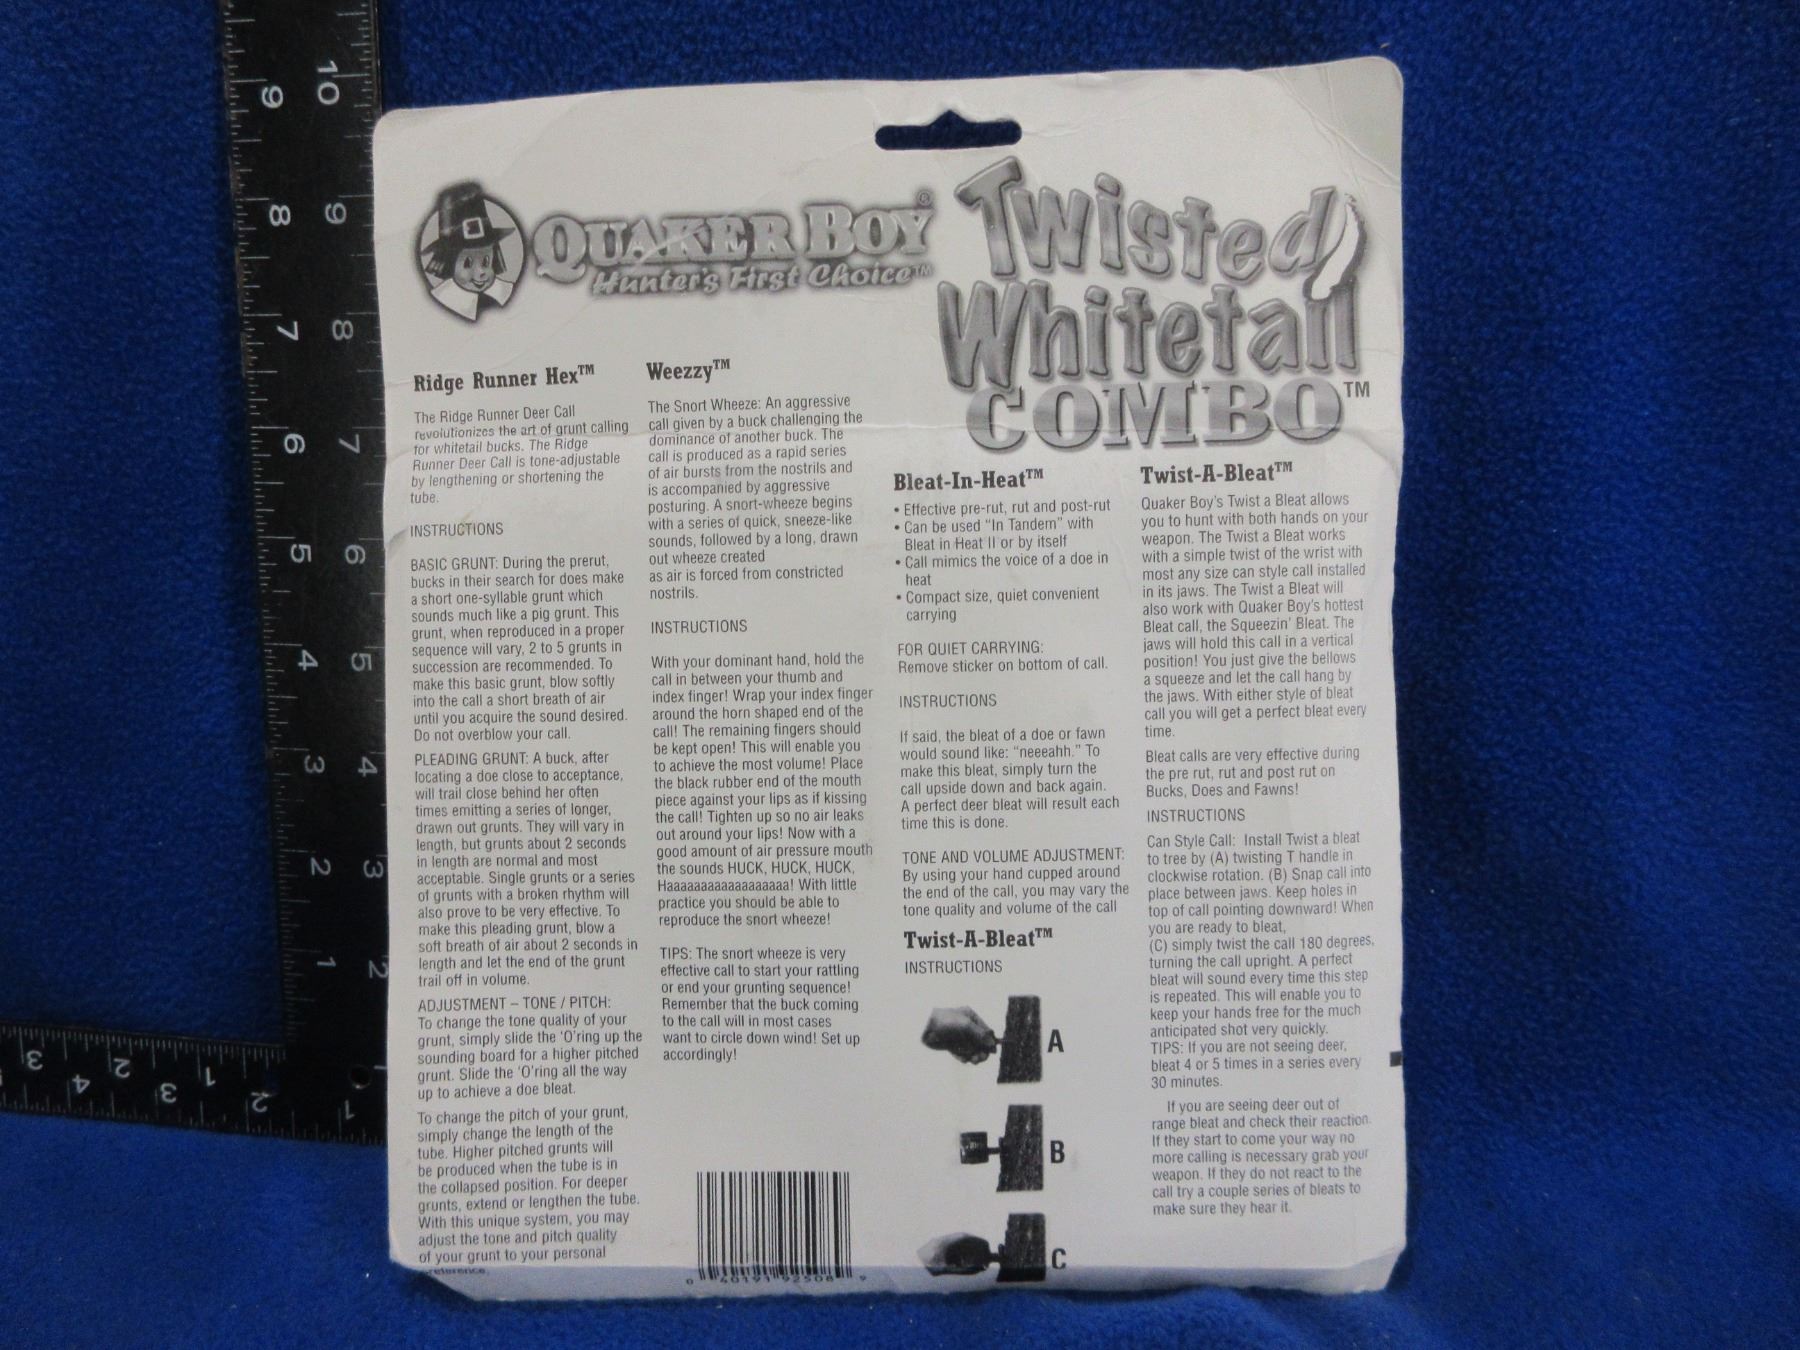 QUAKER BOY®
Hunter's First Choice™
Twisted
Whitetail
COMBO™
Ridge Runner Hex™
The Ridge Runner Deer Call
revolutionizes the art of grunt calling
for whitetail bucks. The Ridge
Runner Deer Call is tone-adjustable
by lengthening or shortening the
tube.
INSTRUCTIONS
BASIC GRUNT: During the prerut,
bucks in their search for does make
a short one-syllable grunt which
sounds much like a pig grunt. This
grunt, when reproduced in a proper
sequence will vary, 2 to 5 grunts in
succession are recommended. To
make this basic grunt, blow softly
into the call a short breath of air
until you acquire the sound desired.
Do not overblow your call.
PLEADING GRUNT: A buck, after
locating a doe close to acceptance,
will trail close behind her often
times emitting a series of longer,
drawn out grunts. They will vary in
length, but grunts about 2 seconds
in length are normal and most
acceptable. Single grunts or a series
of grunts with a broken rhythm will
also prove to be very effective. To
make this pleading grunt, blow a
soft breath of air about 2 seconds in
length and let the end of the grunt
trail off in volume.
ADJUSTMENT – TONE / PITCH:
To change the tone quality of your
grunt, simply slide the 'O'ring up the
sounding board for a higher pitched
grunt. Slide the 'O'ring all the way
up to achieve a doe bleat.
To change the pitch of your grunt,
simply change the length of the
tube. Higher pitched grunts will
be produced when the tube is in
the collapsed position. For deeper
grunts, extend or lengthen the tube.
With this unique system, you may
adjust the tone and pitch quality
of your grunt to your personal
preference.
Weezzy™
The Snort Wheeze: An aggressive
call given by a buck challenging the
dominance of another buck. The
call is produced as a rapid series
of air bursts from the nostrils and
is accompanied by aggressive
posturing. A snort-wheeze begins
with a series of quick, sneeze-like
sounds, followed by a long, drawn
out wheeze created
as air is forced from constricted
nostrils.
INSTRUCTIONS
With your dominant hand, hold the
call in between your thumb and
index finger! Wrap your index finger
around the horn shaped end of the
call! The remaining fingers should
be kept open! This will enable you
to achieve the most volume! Place
the black rubber end of the mouth
piece against your lips as if kissing
the call! Tighten up so no air leaks
out around your lips! Now with a
good amount of air pressure mouth
the sounds HUCK, HUCK, HUCK,
Haaaaaaaaaaaaaaaaaa! With little
practice you should be able to
reproduce the snort wheeze!
TIPS: The snort wheeze is very
effective call to start your rattling
or end your grunting sequence!
Remember that the buck coming
to the call will in most cases
want to circle down wind! Set up
accordingly!
0 40191 92508 9
Bleat-In-Heat™
• Effective pre-rut, rut and post-rut
• Can be used “In Tandem” with
Bleat in Heat II or by itself
• Call mimics the voice of a doe in
heat
• Compact size, quiet convenient
carrying
FOR QUIET CARRYING:
Remove sticker on bottom of call.
INSTRUCTIONS
If said, the bleat of a doe or fawn
would sound like: “neeeahh.” To
make this bleat, simply turn the
call upside down and back again.
A perfect deer bleat will result each
time this is done.
TONE AND VOLUME ADJUSTMENT:
By using your hand cupped around
the end of the call, you may vary the
tone quality and volume of the call
Twist-A-Bleat™
INSTRUCTIONS
A
B
C
Twist-A-Bleat™
Quaker Boy's Twist a Bleat allows
you to hunt with both hands on your
weapon. The Twist a Bleat works
with a simple twist of the wrist with
most any size can style call installed
in its jaws. The Twist a Bleat will
also work with Quaker Boy's hottest
Bleat call, the Squeezin' Bleat. The
jaws will hold this call in a vertical
position! You just give the bellows
a squeeze and let the call hang by
the jaws. With either style of bleat
call you will get a perfect bleat every
time.
Bleat calls are very effective during
the pre rut, rut and post rut on
Bucks, Does and Fawns!
INSTRUCTIONS
Can Style Call: Install Twist a bleat
to tree by (A) twisting T handle in
clockwise rotation. (B) Snap call into
place between jaws. Keep holes in
top of call pointing downward! When
you are ready to bleat,
(C) simply twist the call 180 degrees,
turning the call upright. A perfect
bleat will sound every time this step
is repeated. This will enable you to
keep your hands free for the much
anticipated shot very quickly.
TIPS: If you are not seeing deer,
bleat 4 or 5 times in a series every
30 minutes.
If you are seeing deer out of
range bleat and check their reaction.
If they start to come your way no
more calling is necessary grab your
weapon. If they do not react to the
call try a couple series of bleats to
make sure they hear it.
10
9
8
7
6
5
4
3
2
1
9
8
7
6
5
4
3
2
1
3
2
1
4
3
2